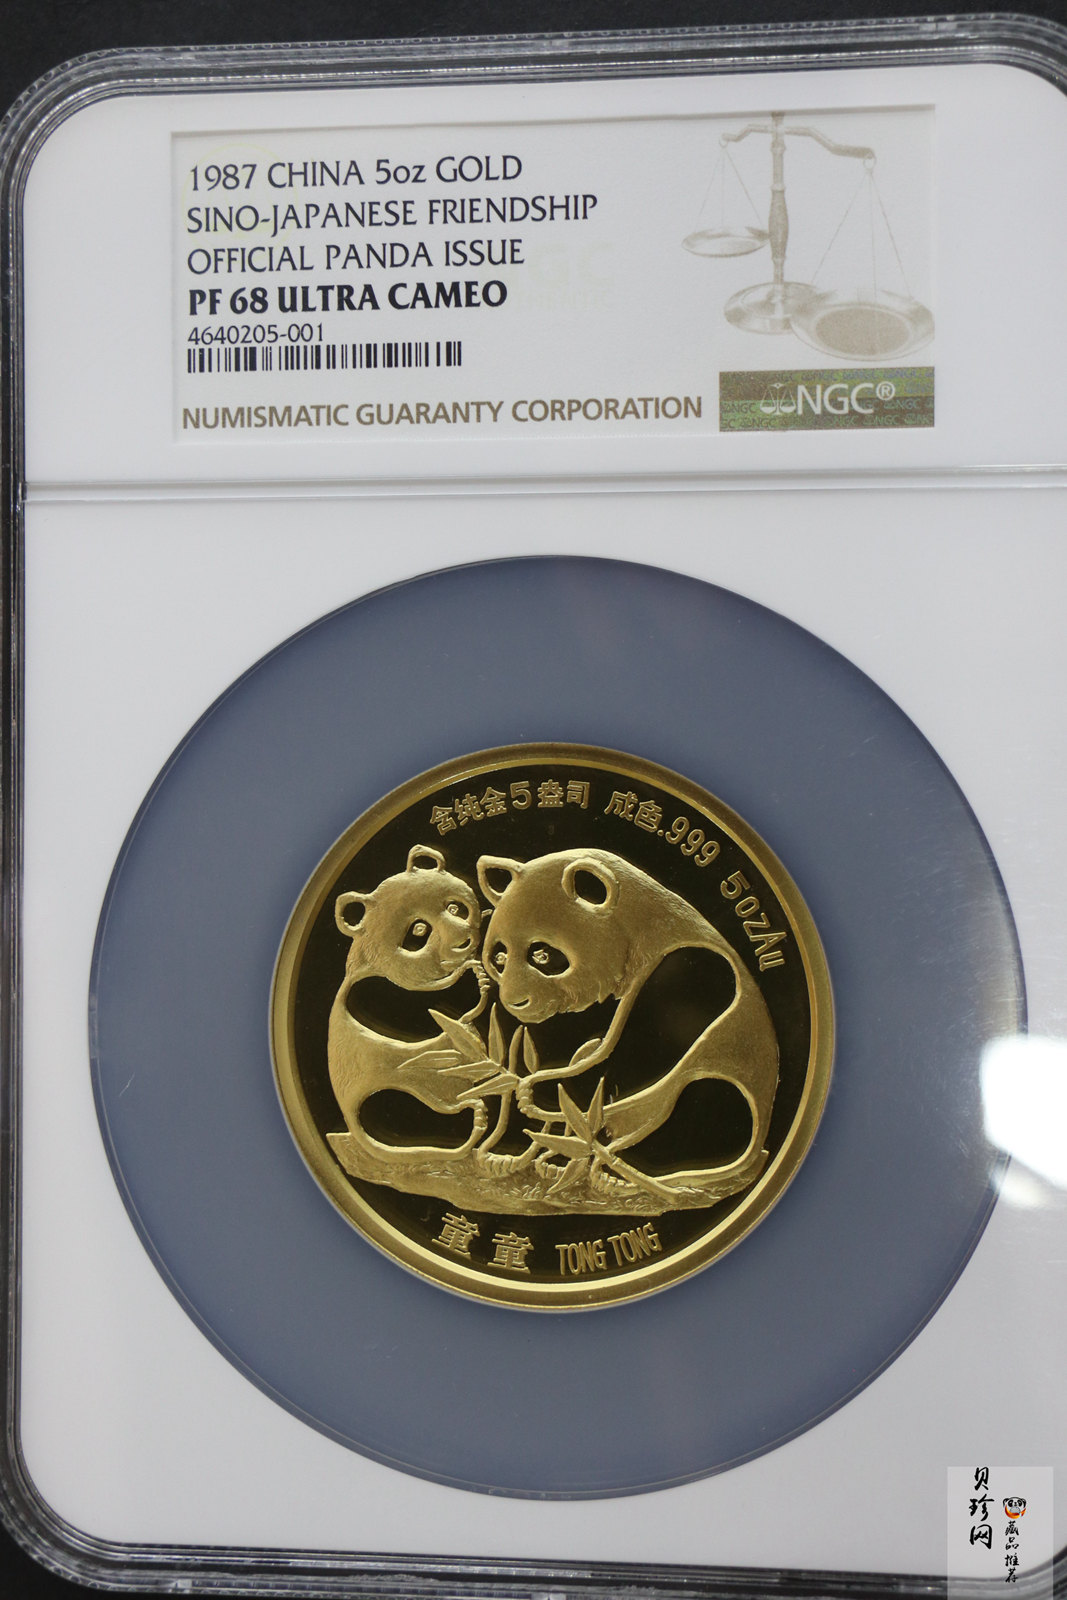 1987 CHINA 5oz GOLD
SINO-JAPANESE FRIENDSHIP
OFFICIAL PANDA ISSUE
PF 68 ULTRA CAMEO
4640205-001
NUMISMATIC GUARANTY CORPORATION
NGC®
含纯金5盎司 成色.999 5OZAu
童童 TONG TONG
贝珍网
藏品推荐